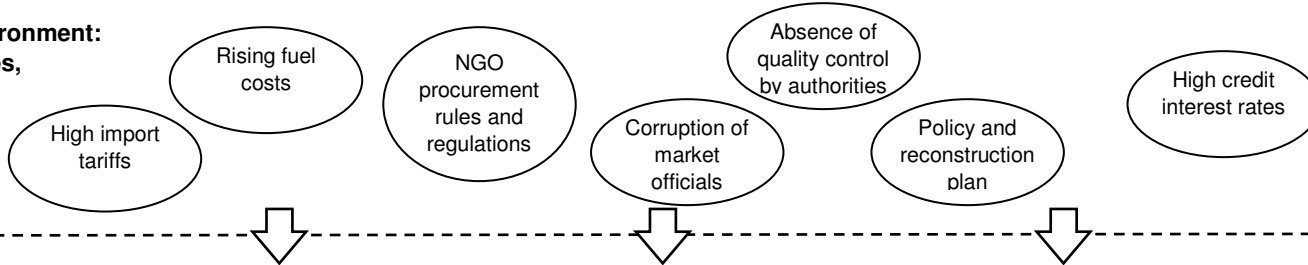 ronment:
es,
High import
tariffs
Rising fuel
costs
NGO
procurement
rules and
regulations
Corruption of
market
officials
Absence of
quality control
by authorities
Policy and
reconstruction
plan
High credit
interest rates